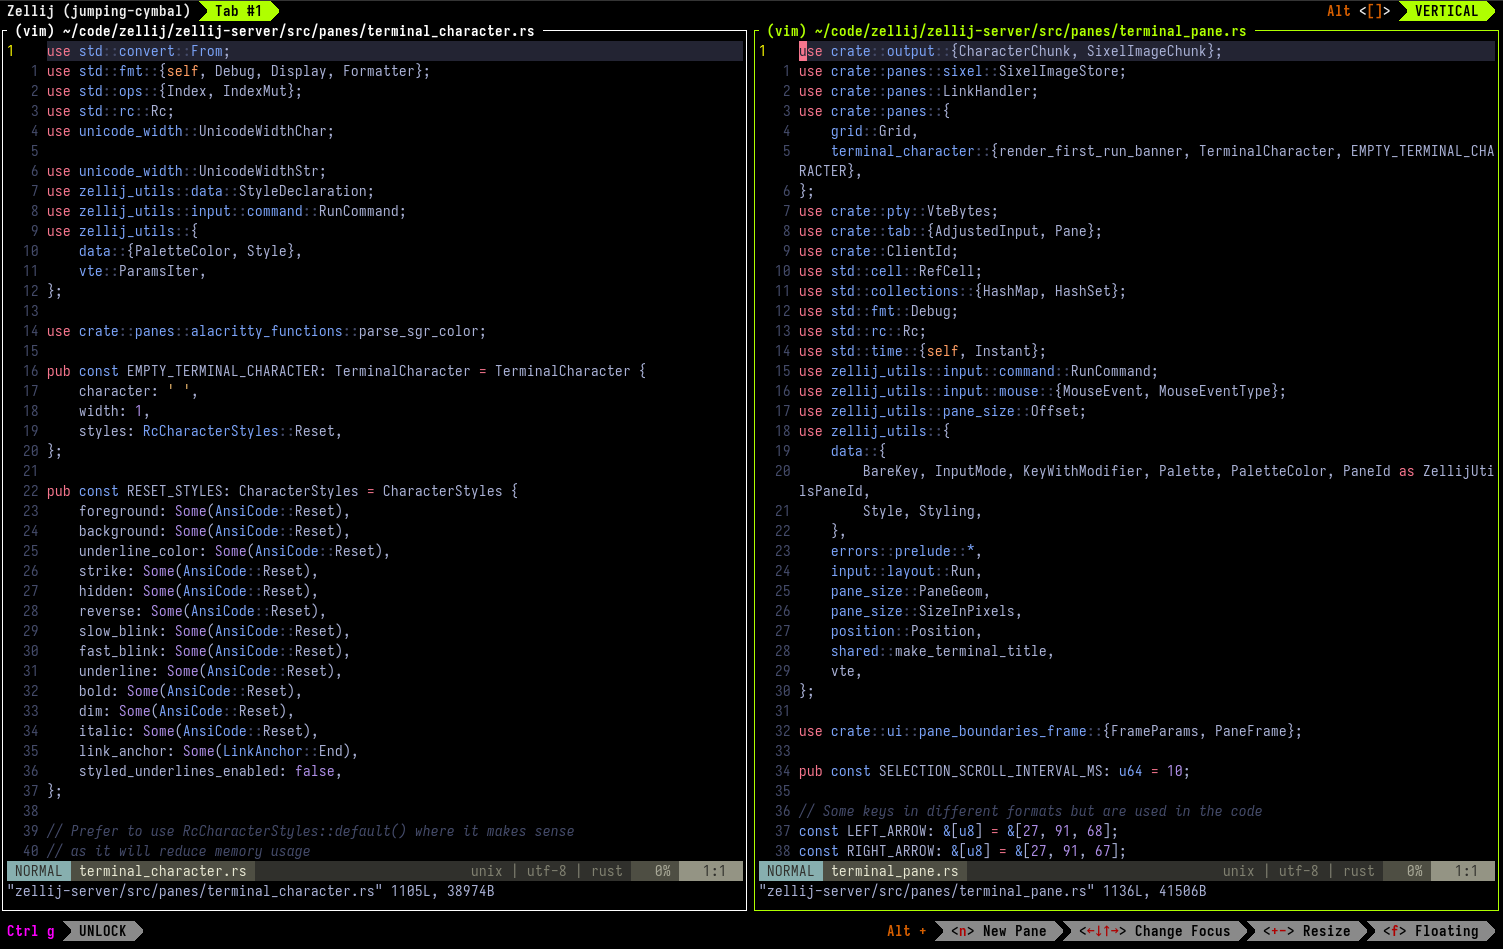 Zellij (jumping-cymbal) Tab #1 Alt <[]> VERTICAL
(vim) ~/code/zellij/zellij-server/src/panes/terminal_character.rs
1 use std::convert::From;
1 use std::fmt::{self, Debug, Display, Formatter};
2 use std::ops::{Index, IndexMut};
3 use std::rc::Rc;
4 use unicode_width::UnicodeWidthChar;
5
6 use unicode_width::UnicodeWidthStr;
7 use zellij_utils::data::StyleDeclaration;
8 use zellij_utils::input::command::RunCommand;
9 use zellij_utils::{
10     data::{PaletteColor, Style},
11     vte::ParamsIter,
12 };
13
14 use crate::panes::alacritty_functions::parse_sgr_color;
15
16 pub const EMPTY_TERMINAL_CHARACTER: TerminalCharacter = TerminalCharacter {
17     character: ' ',
18     width: 1,
19     styles: RcCharacterStyles::Reset,
20 };
21
22 pub const RESET_STYLES: CharacterStyles = CharacterStyles {
23     foreground: Some(AnsiCode::Reset),
24     background: Some(AnsiCode::Reset),
25     underline_color: Some(AnsiCode::Reset),
26     strike: Some(AnsiCode::Reset),
27     hidden: Some(AnsiCode::Reset),
28     reverse: Some(AnsiCode::Reset),
29     slow_blink: Some(AnsiCode::Reset),
30     fast_blink: Some(AnsiCode::Reset),
31     underline: Some(AnsiCode::Reset),
32     bold: Some(AnsiCode::Reset),
33     dim: Some(AnsiCode::Reset),
34     italic: Some(AnsiCode::Reset),
35     link_anchor: Some(LinkAnchor::End),
36     styled_underlines_enabled: false,
37 };
38
39 // Prefer to use RcCharacterStyles::default() where it makes sense
40 // as it will reduce memory usage
NORMAL terminal_character.rs unix | utf-8 | rust 0% 1:1
"zellij-server/src/panes/terminal_character.rs" 1105L, 38974B
(vim) ~/code/zellij/zellij-server/src/panes/terminal_pane.rs
1 use crate::output::{CharacterChunk, SixelImageChunk};
1 use crate::panes::sixel::SixelImageStore;
2 use crate::panes::LinkHandler;
3 use crate::panes::{
4     grid::Grid,
5     terminal_character::{render_first_run_banner, TerminalCharacter, EMPTY_TERMINAL_CHA
RACTER},
6 };
7 use crate::pty::VteBytes;
8 use crate::tab::{AdjustedInput, Pane};
9 use crate::ClientId;
10 use std::cell::RefCell;
11 use std::collections::{HashMap, HashSet};
12 use std::fmt::Debug;
13 use std::rc::Rc;
14 use std::time::{self, Instant};
15 use zellij_utils::input::command::RunCommand;
16 use zellij_utils::input::mouse::{MouseEvent, MouseEventType};
17 use zellij_utils::pane_size::Offset;
18 use zellij_utils::{
19     data::{
20         BareKey, InputMode, KeyWithModifier, Palette, PaletteColor, PaneId as ZellijUti
lsPaneId,
21         Style, Styling,
22     },
23     errors::prelude::*,
24     input::layout::Run,
25     pane_size::PaneGeom,
26     pane_size::SizeInPixels,
27     position::Position,
28     shared::make_terminal_title,
29     vte,
30 };
31
32 use crate::ui::pane_boundaries_frame::{FrameParams, PaneFrame};
33
34 pub const SELECTION_SCROLL_INTERVAL_MS: u64 = 10;
35
36 // Some keys in different formats but are used in the code
37 const LEFT_ARROW: &[u8] = &[27, 91, 68];
38 const RIGHT_ARROW: &[u8] = &[27, 91, 67];
NORMAL terminal_pane.rs unix | utf-8 | rust 0% 1:1
"zellij-server/src/panes/terminal_pane.rs" 1136L, 41506B
Ctrl g UNLOCK Alt + <n> New Pane <←↓↑→> Change Focus <+-> Resize <f> Floating